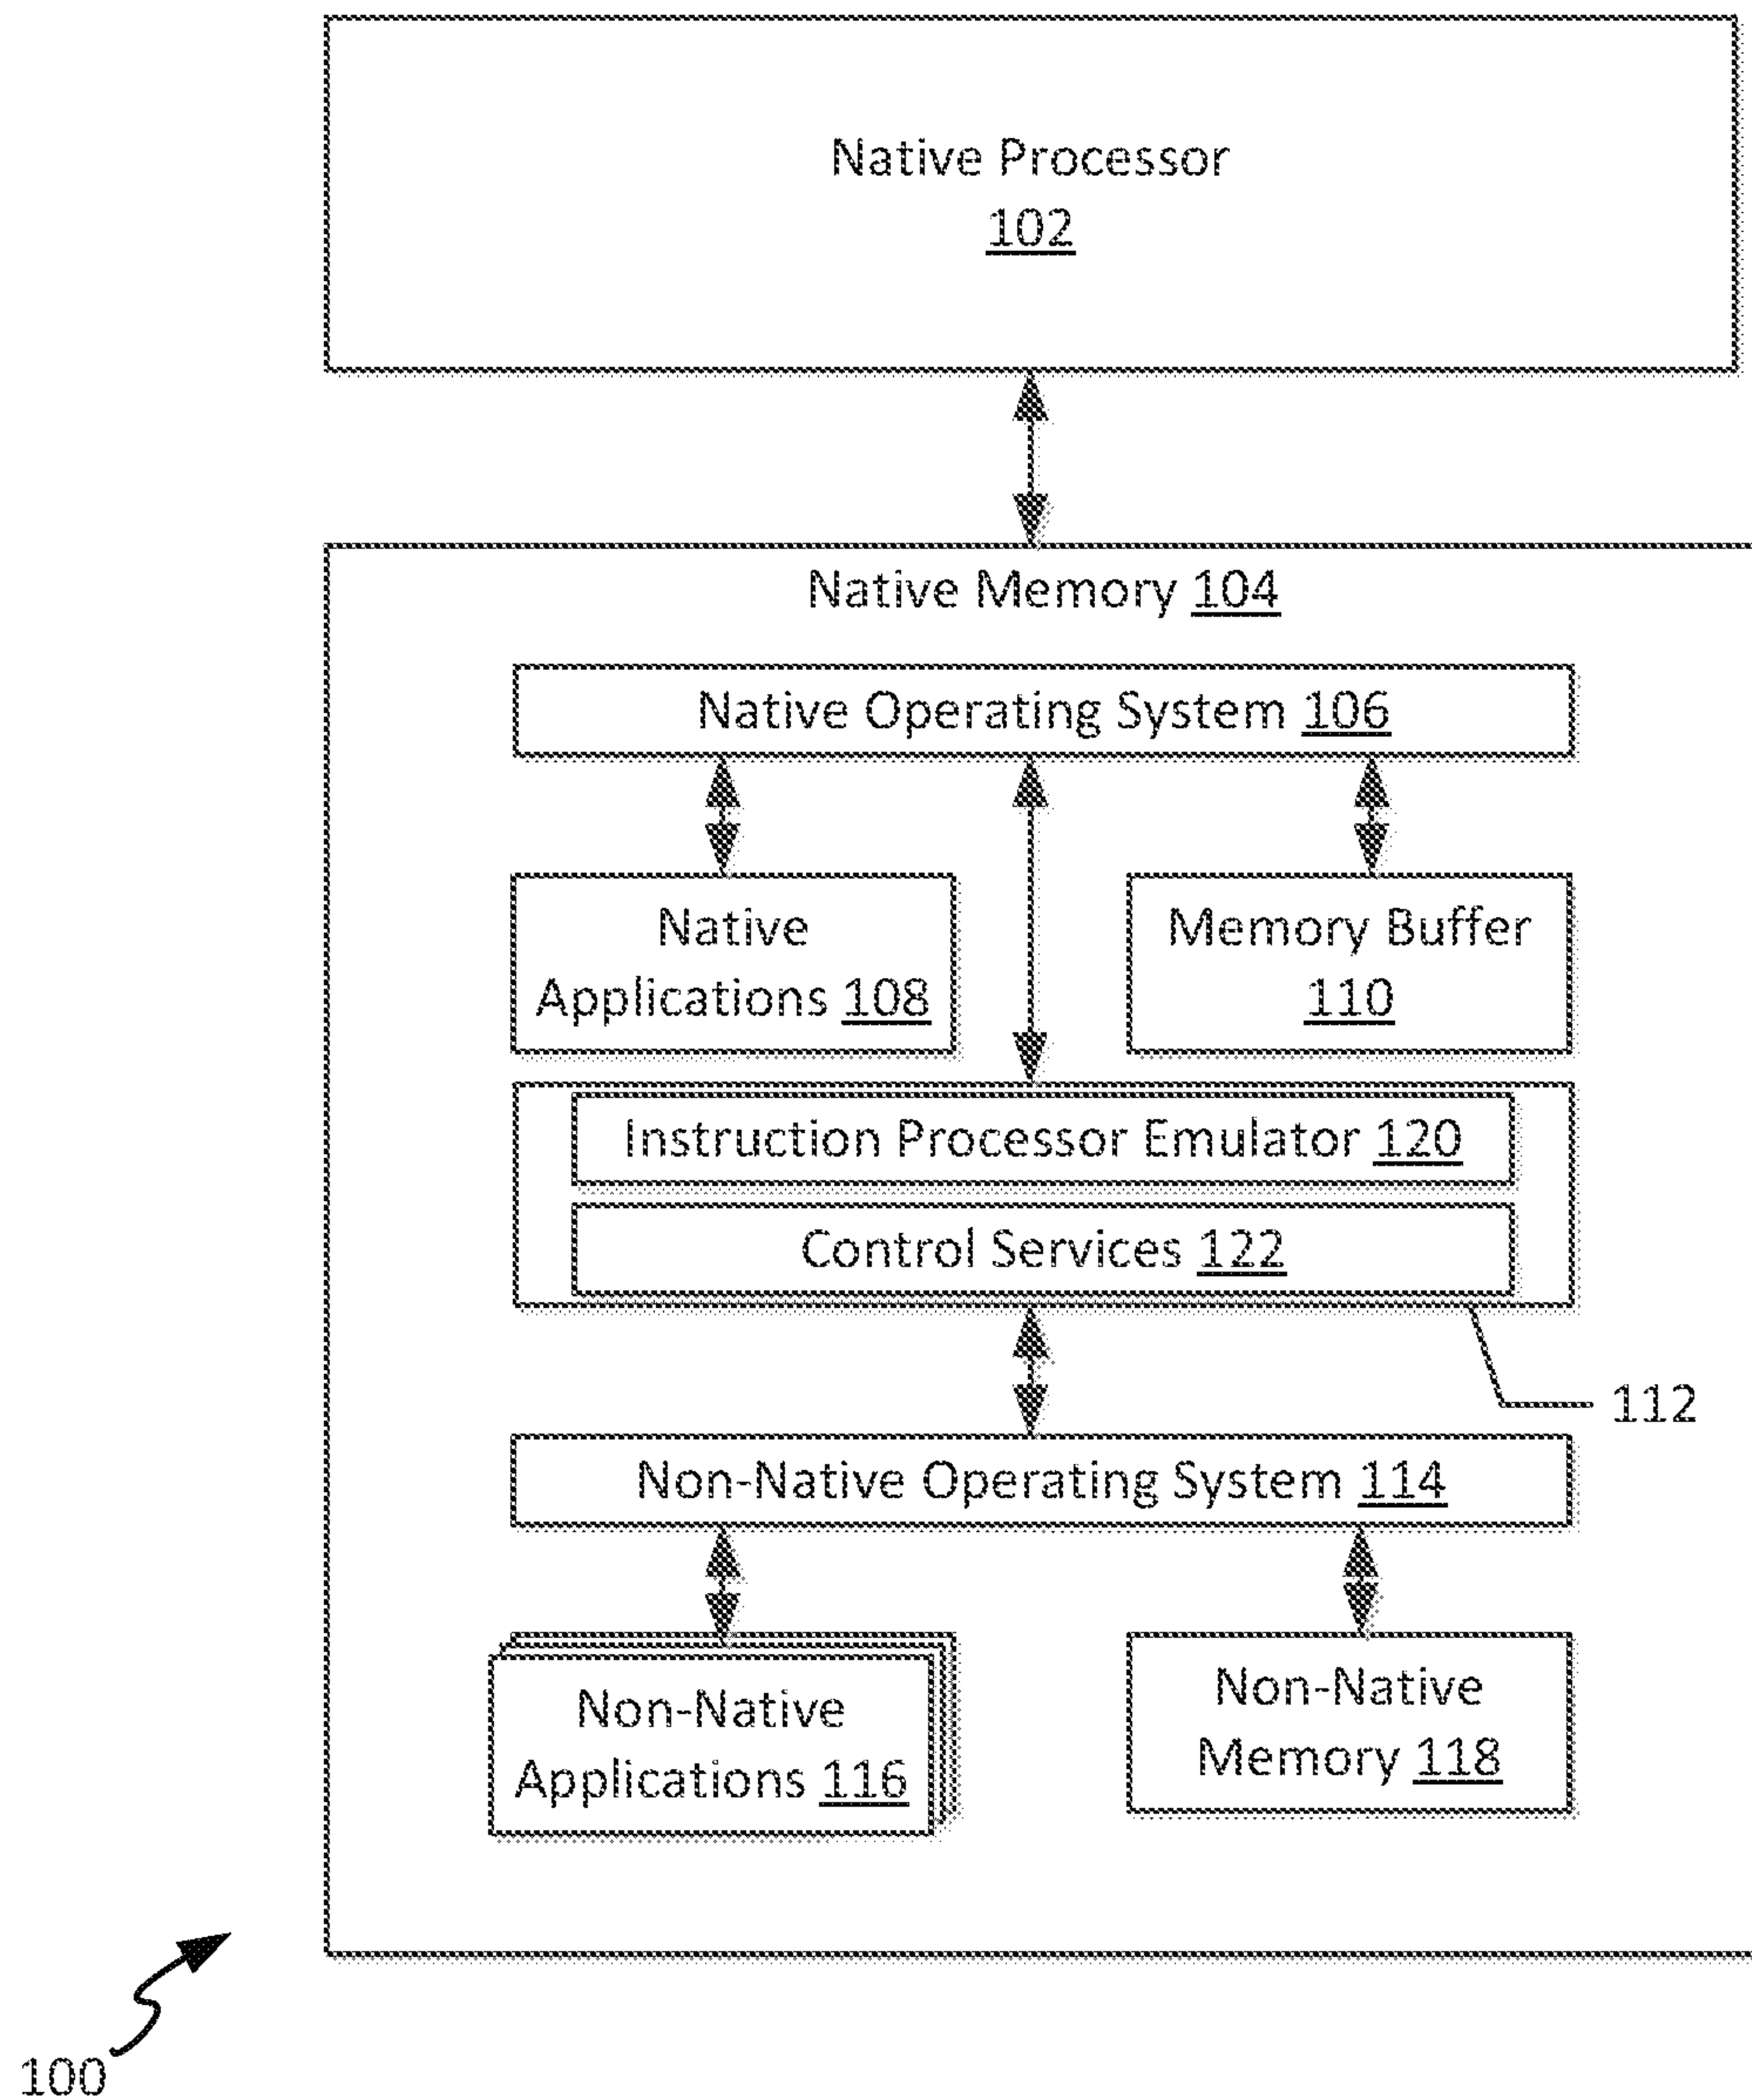 Native Processor
102
Native Memory 104
Native Operating System 106
Native
Applications 108
Memory Buffer
110
Instruction Processor Emulator 120
Control Services 122
112
Non-Native Operating System 114
Non-Native
Applications 116
Non-Native
Memory 118
100